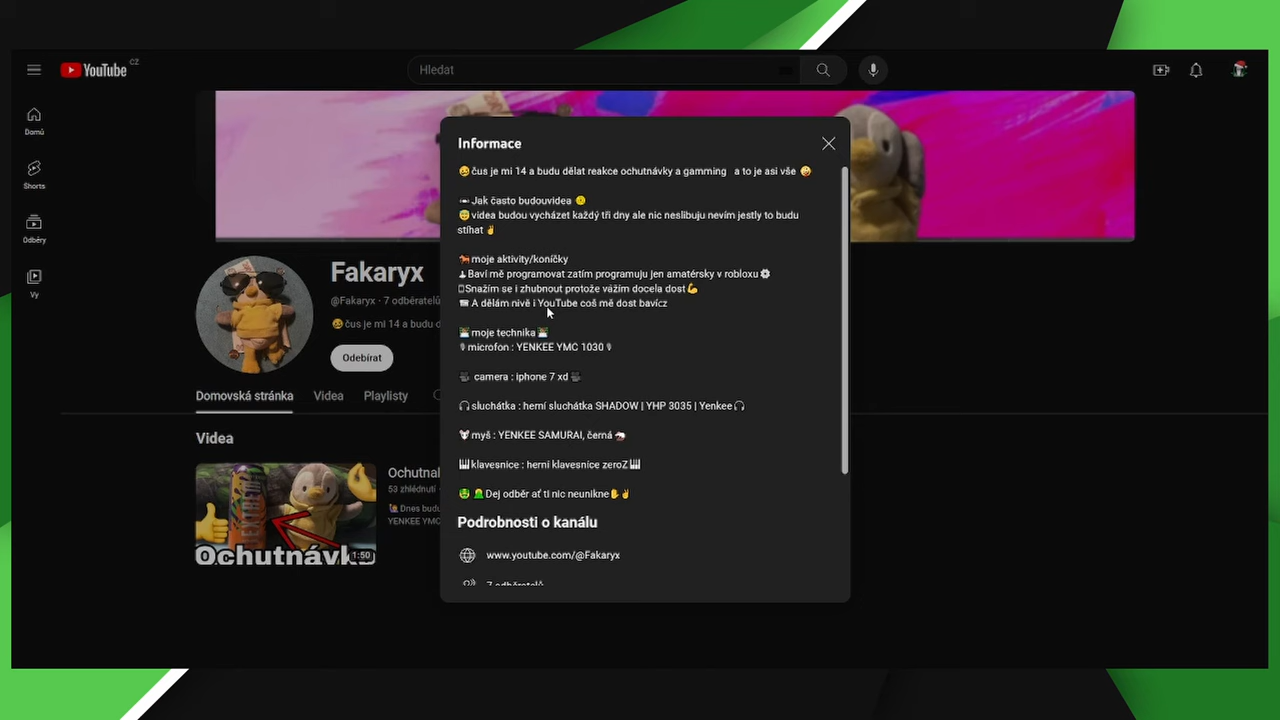 YouTube CZ
Hledat
Domů
Shorts
Odběry
Vy
Fakaryx
@Fakaryx · 7 odběratelů
😆čus je mi 14 a budu d
Odebírat
Domovská stránka
Videa
Playlisty
Videa
Ochutnávk
1:50
Ochutnal
53 zhlédnutí
Dnes budu
YENKEE YMC
Informace
😆čus je mi 14 a budu dělat reakce ochutnávky a gamming a to je asi vše 🤪
Jak často budouvidea
😇videa budou vycházet každý tři dny ale nic neslibuju nevím jestly to budu
stíhat✌
🐎moje aktivity/koníčky
🕹Baví mě programovat zatím programuju jen amatérsky v robloxu⚙
Snažím se i zhubnout protože vážím docela dost💪
A dělám nivě i YouTube coš mě dost bavícz
moje technika
🎙microfon : YENKEE YMC 1030🎙
🎥 camera : iphone 7 xd🎥
🎧sluchátka : herní sluchátka SHADOW | YHP 3035 | Yenkee🎧
🐭myš : YENKEE SAMURAI, černá
🎹klavesnice : herní klavesnice zeroZ🎹
🤑🧟Dej odběr ať ti nic neunikne✋✌
Podrobnosti o kanálu
www.youtube.com/@Fakaryx
7 odběratelů